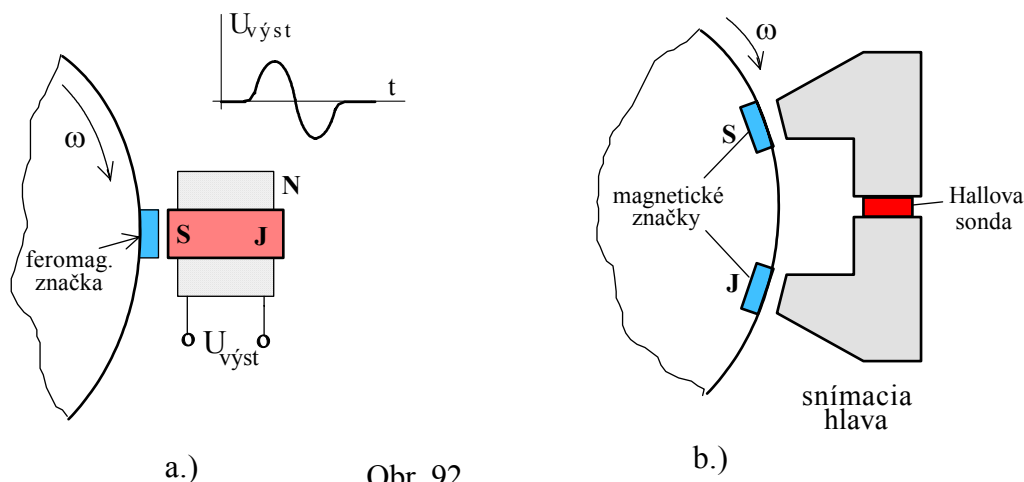 Uvýst
t
ω
N
S J
feromag.
značka
Uvýst
a.)
Obr. 92
ω
S
magnetické
značky
J
Hallova
sonda
snímacia
hlava
b.)